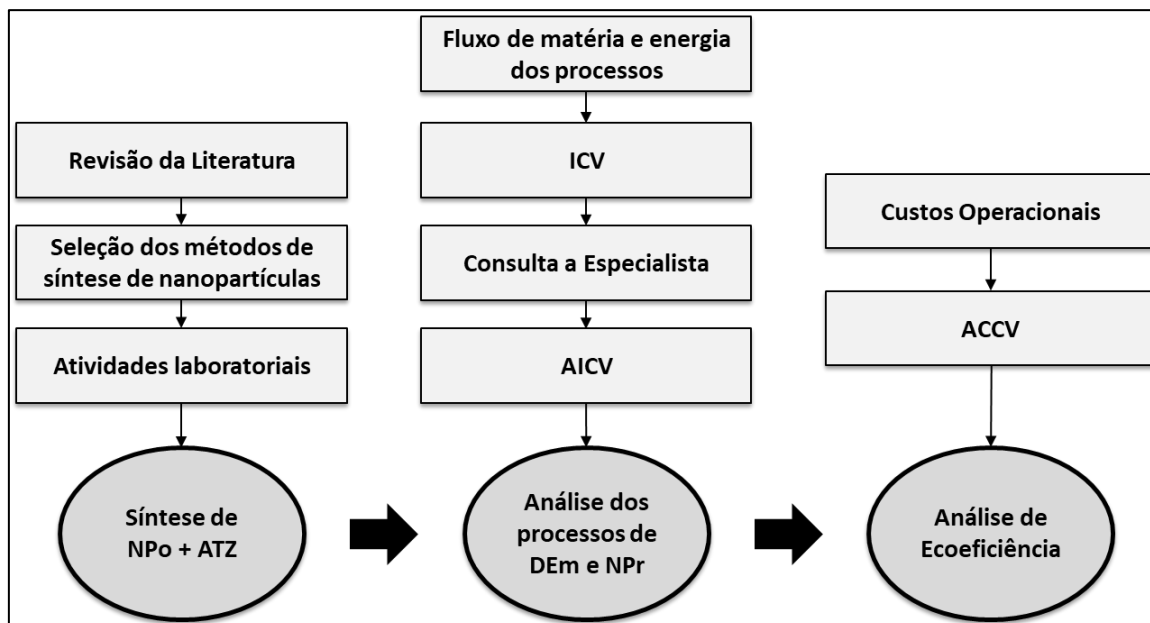 Revisão da Literatura
Seleção dos métodos de
síntese de nanopartículas
Atividades laboratoriais
Síntese de
NPo + ATZ
Fluxo de matéria e energia
dos processos
ICV
Consulta a Especialista
AICV
Análise dos
processos de
DEm e NPr
Custos Operacionais
ACCV
Análise de
Ecoeficiência